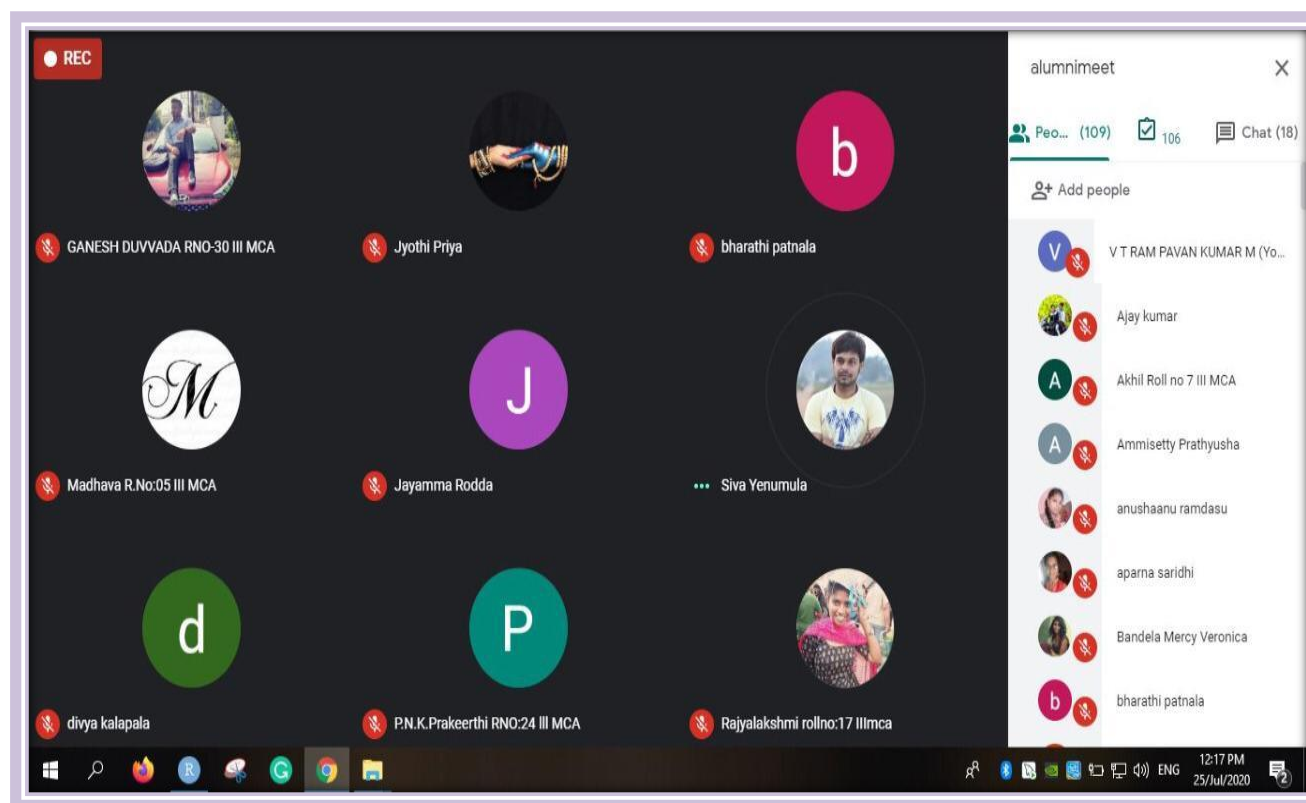 REC
GANESH DUVVADA RNO-30 III MCA
Jyothi Priya
b
bharathi patnala
M
Madhava R.No:05 III MCA
J
Jayamma Rodda
Siva Yenumula
d
divya kalapala
P
P.N.K.Prakeerthi RNO:24 lll MCA
Rajyalakshmi rollno:17 IIImca
alumnimeet
Peo... (109)
106
Chat (18)
Add people
V
V T RAM PAVAN KUMAR M (Yo...
Ajay kumar
A
Akhil Roll no 7 III MCA
A
Ammisetty Prathyusha
anushaanu ramdasu
aparna saridhi
Bandela Mercy Veronica
b
bharathi patnala
R
G
ENG
12:17 PM
25/Jul/2020
2